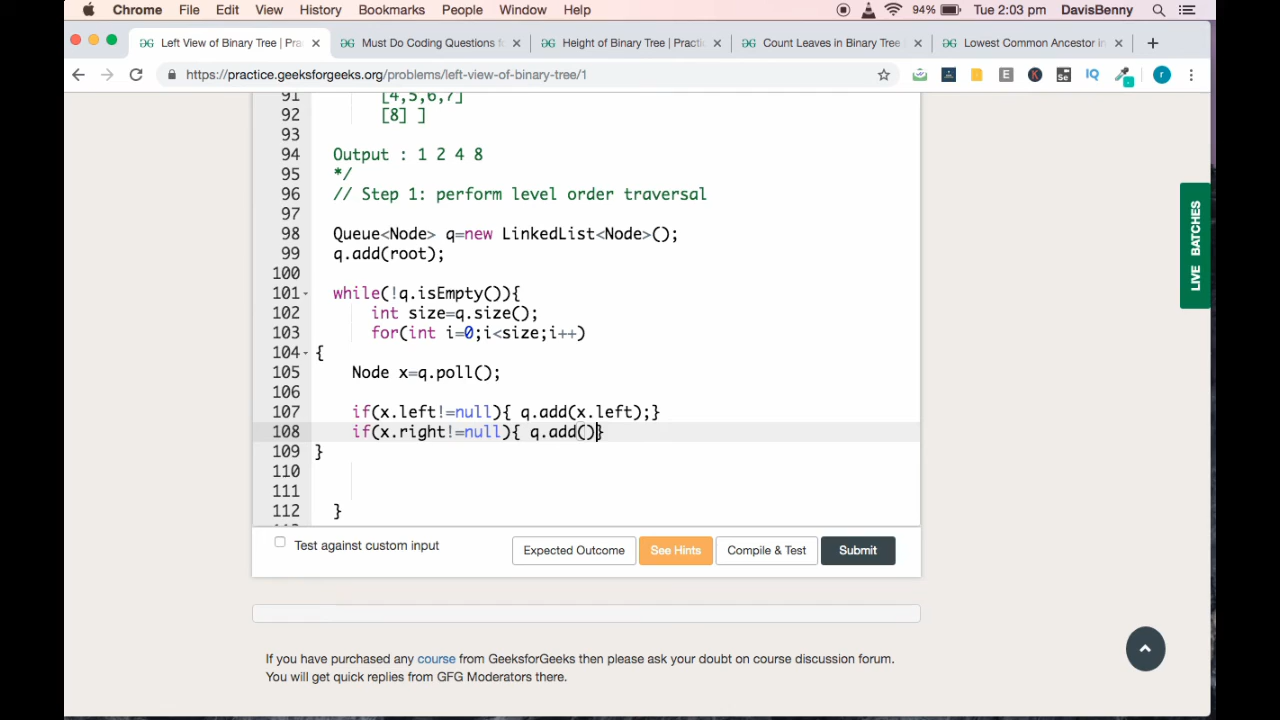 Chrome File Edit View History Bookmarks People Window Help 94% Tue 2:03 pm DavisBenny
Left View of Binary Tree | Pra Must Do Coding Questions f Height of Binary Tree | Practi Count Leaves in Binary Tree Lowest Common Ancestor in
https://practice.geeksforgeeks.org/problems/left-view-of-binary-tree/1
91 [4,5,6,7]
92 [8] ]
93
94 Output : 1 2 4 8
95 */
96 // Step 1: perform level order traversal
97
98 Queue<Node> q=new LinkedList<Node>();
99 q.add(root);
100
101 while(!q.isEmpty()){
102 int size=q.size();
103 for(int i=0;i<size;i++)
104 {
105 Node x=q.poll();
106
107 if(x.left!=null){ q.add(x.left);}
108 if(x.right!=null){ q.add()}
109 }
110
111
112 }
LIVE BATCHES
Test against custom input Expected Outcome See Hints Compile & Test Submit
If you have purchased any course from GeeksforGeeks then please ask your doubt on course discussion forum.
You will get quick replies from GFG Moderators there.